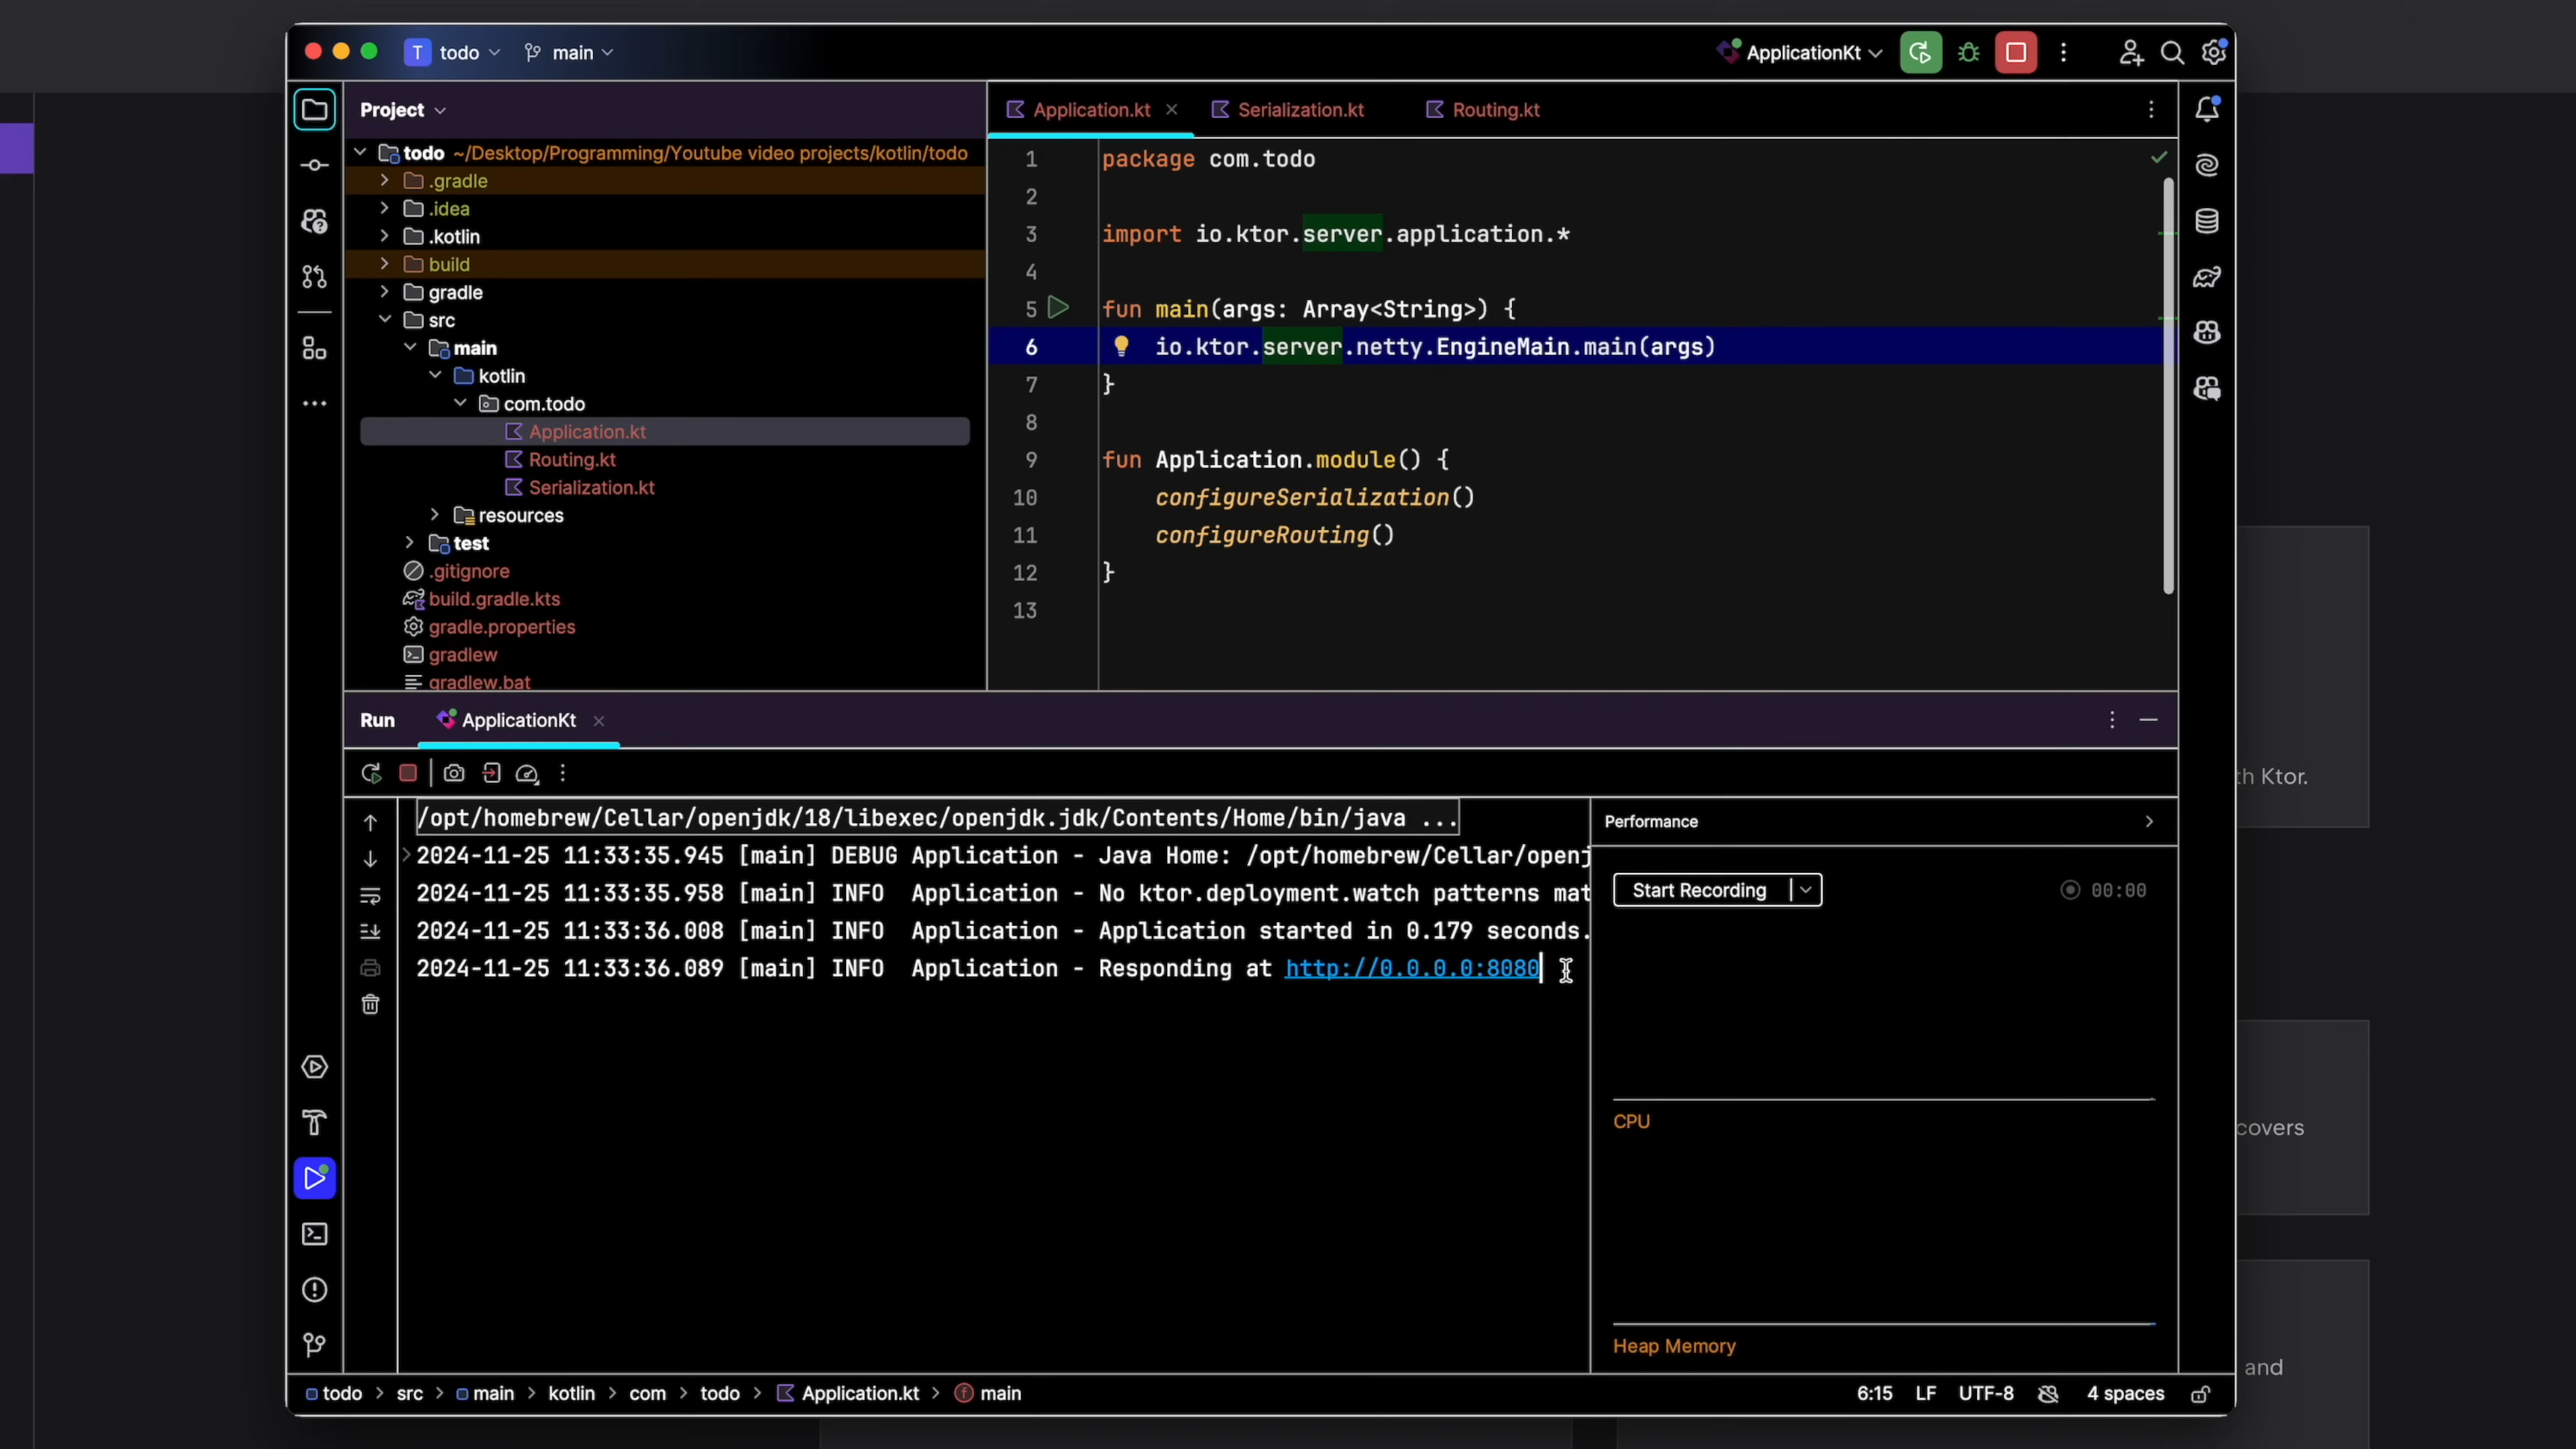 T todo main ApplicationKt
Project
Application.kt Serialization.kt Routing.kt
todo ~/Desktop/Programming/Youtube video projects/kotlin/todo
.gradle
.idea
.kotlin
build
gradle
src
main
kotlin
com.todo
Application.kt
Routing.kt
Serialization.kt
resources
test
.gitignore
build.gradle.kts
gradle.properties
gradlew
gradlew.bat
1 package com.todo
2
3 import io.ktor.server.application.*
4
5 fun main(args: Array<String>) {
6 io.ktor.server.netty.EngineMain.main(args)
7 }
8
9 fun Application.module() {
10 configureSerialization()
11 configureRouting()
12 }
13
Run ApplicationKt
/opt/homebrew/Cellar/openjdk/18/libexec/openjdk.jdk/Contents/Home/bin/java ...
2024-11-25 11:33:35.945 [main] DEBUG Application - Java Home: /opt/homebrew/Cellar/openj
2024-11-25 11:33:35.958 [main] INFO Application - No ktor.deployment.watch patterns mat
2024-11-25 11:33:36.008 [main] INFO Application - Application started in 0.179 seconds.
2024-11-25 11:33:36.089 [main] INFO Application - Responding at http://0.0.0.0:8080
Performance
Start Recording 00:00
CPU
Heap Memory
todo > src > main > kotlin > com > todo > Application.kt > main
6:15 LF UTF-8 4 spaces
th Ktor.
covers
and